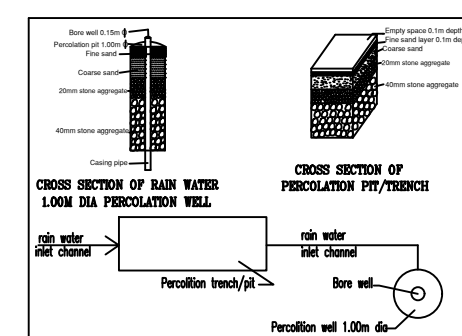 Bore well 0.15m ϕ
Percolation pit 1.00m ϕ
Fine sand
Coarse sand
20mm stone aggregate
40mm stone aggregate
Casing pipe
CROSS SECTION OF RAIN WATER
1.00M DIA PERCOLATION WELL
Empty space 0.1m depth
Fine sand layer 0.1m de
Coarse sand
20mm stone aggregate
40mm stone aggregate
CROSS SECTION OF
PERCOLATION PIT/TRENCH
rain water
inlet channel
Percolition trench/pit
rain water
inlet channel
Bore well
Percolition well 1.00m dia